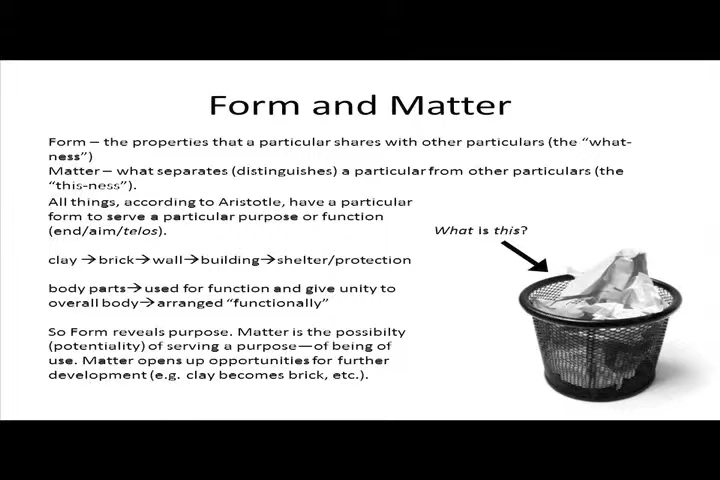 Form and Matter
Form – the properties that a particular shares with other particulars (the “what-
ness”)
Matter – what separates (distinguishes) a particular from other particulars (the
“this-ness”).
All things, according to Aristotle, have a particular
form to serve a particular purpose or function
(end/aim/telos).
What is this?
clay →brick→wall→building→shelter/protection
body parts→used for function and give unity to
overall body→arranged “functionally”
So Form reveals purpose. Matter is the possibilty
(potentiality) of serving a purpose—of being of
use. Matter opens up opportunities for further
development (e.g. clay becomes brick, etc.).